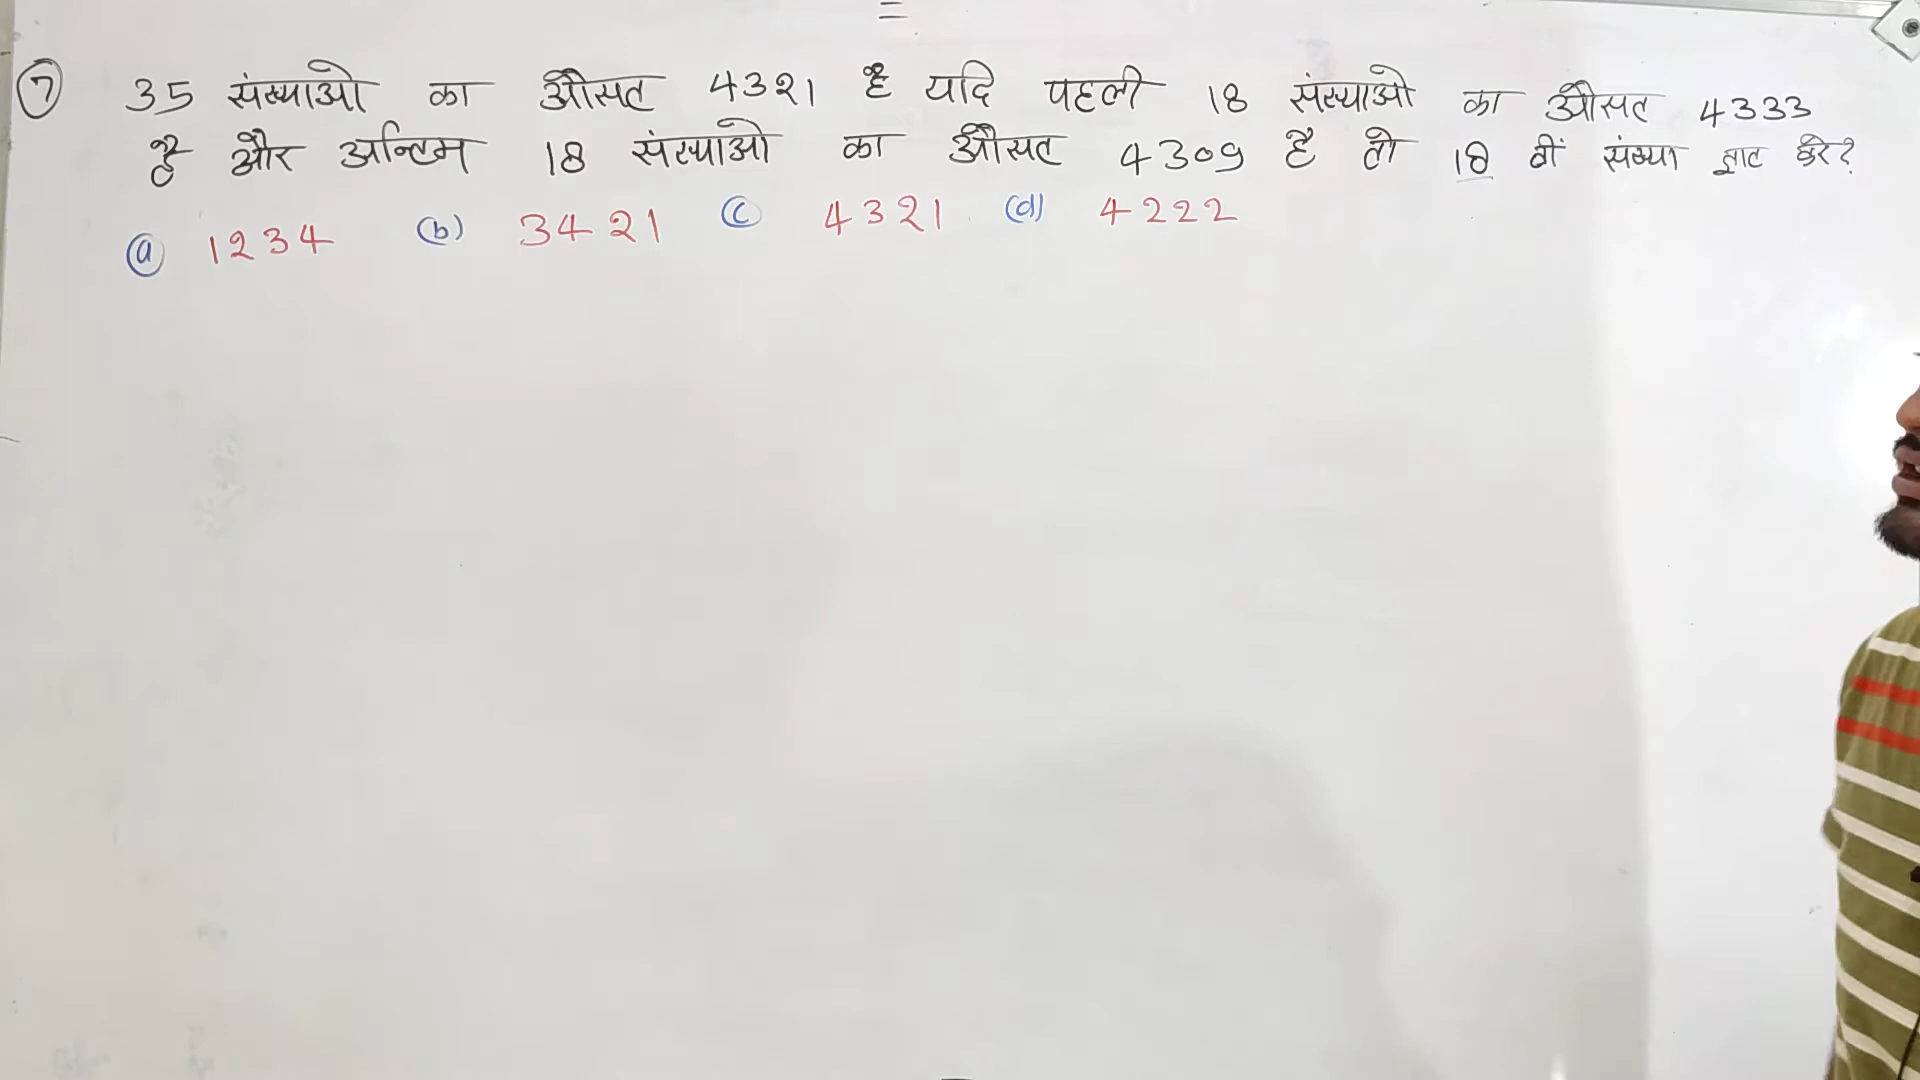 ७ 35 संख्याओ का औसत 4321 है यदि पहली 18 संख्याओ का औसत 4333
है और अन्तिम 18 संख्याओ का औसत 4309 है तो 18 वीं संख्या ज्ञात करे?
(a) 1234 (b) 3421 (c) 4321 (d) 4222